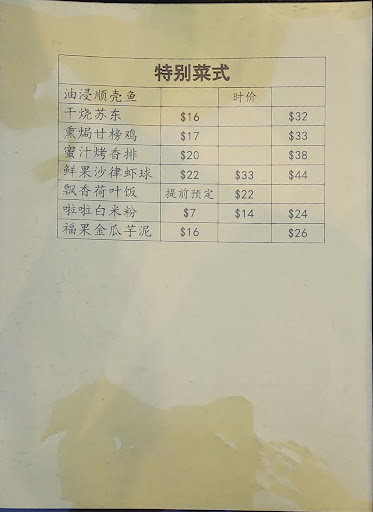 特别菜式
油浸顺壳鱼 时价
干烧苏东 $16 $32
熏焗甘榜鸡 $17 $33
蜜汁烤香排 $20 $38
鲜果沙律虾球 $22 $33 $44
飘香荷叶饭 提前预定 $22
啦啦白米粉 $7 $14 $24
福果金瓜芋泥 $16 $26